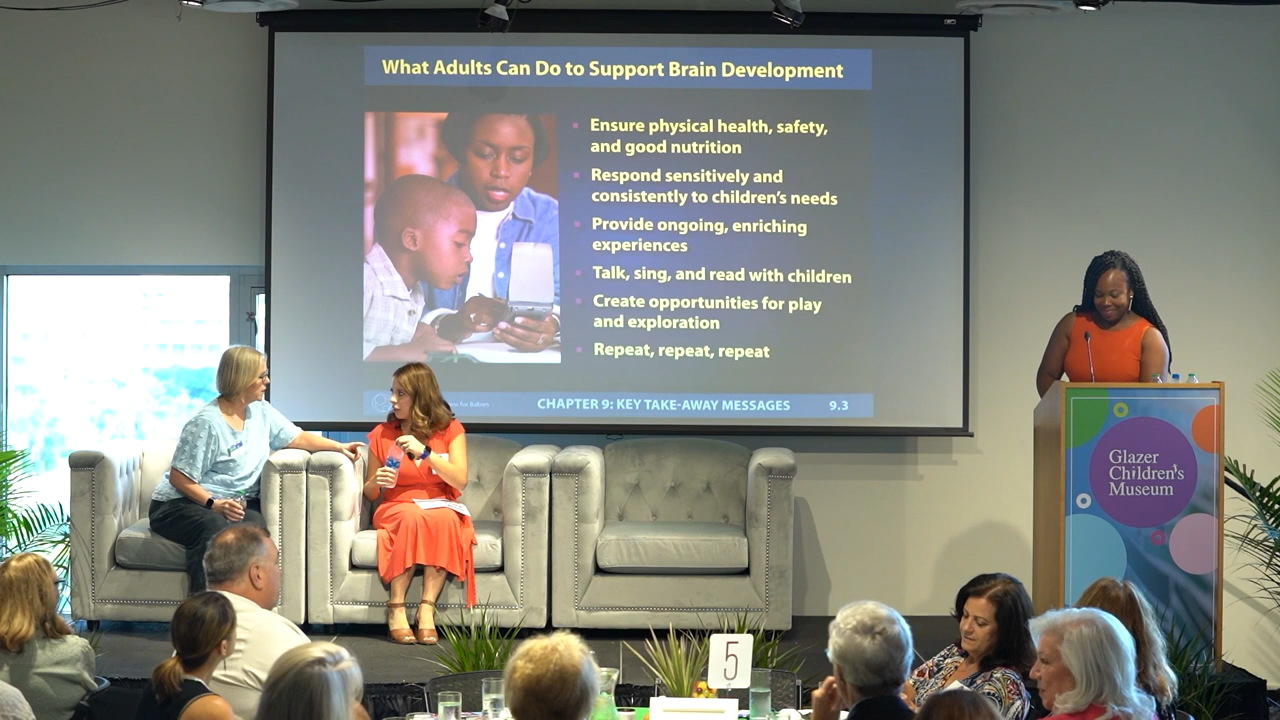 What Adults Can Do to Support Brain Development
Ensure physical health, safety,
and good nutrition
Respond sensitively and
consistently to children's needs
Provide ongoing, enriching
experiences
Talk, sing, and read with children
Create opportunities for play
and exploration
Repeat, repeat, repeat
for Babies
CHAPTER 9: KEY TAKE-AWAY MESSAGES 9.3
Glazer
Children's
Museum
5